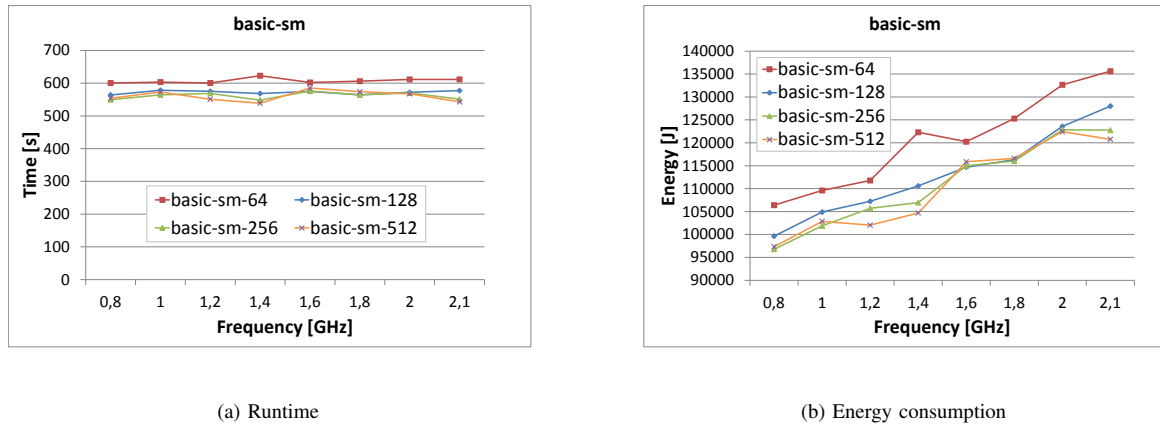 basic-sm
700
600
500
400
300
200
100
0
Time [s]
basic-sm-64
basic-sm-128
basic-sm-256
basic-sm-512
0,8 1 1,2 1,4 1,6 1,8 2 2,1
Frequency [GHz]
(a) Runtime
basic-sm
140000
135000
130000
125000
120000
115000
110000
105000
100000
95000
90000
Energy [J]
basic-sm-64
basic-sm-128
basic-sm-256
basic-sm-512
0,8 1 1,2 1,4 1,6 1,8 2 2,1
Frequency [GHz]
(b) Energy consumption